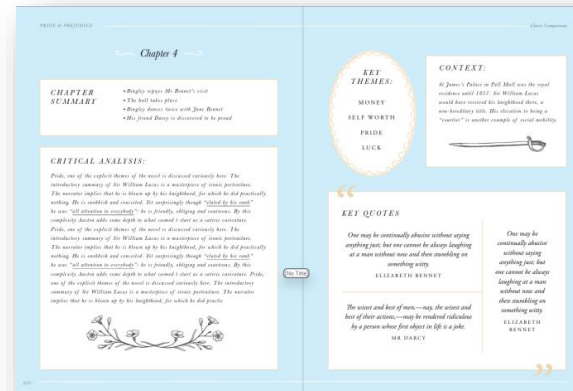 PRIDE & PREJUDICE
Chapter 4
CHAPTER
SUMMARY
• Bingley repays Mr Bennet's visit
• The ball takes place
• Bingley dances twice with Jane Bennet
• His friend Darcy is discovered to be proud
CRITICAL ANALYSIS:
Pride, one of the explicit themes of the novel is discussed curiously here. The
introductory summary of Sir William Lucas is a masterpiece of ironic portraiture.
The narrator implies that he is blown up by his knighthood, for which he did practically
nothing. He is snobbish and conceited. Yet surprisingly though "elated by his rank"
he was "all attention to everybody": he is friendly, obliging and courteous. By this
complexity Austen adds some depth to what seemed t start as a satiric caricature.
Pride, one of the explicit themes of the novel is discussed curiously here. The
introductory summary of Sir William Lucas is a masterpiece of ironic portraiture.
The narrator implies that he is blown up by his knighthood, for which he did practically
nothing. He is snobbish and conceited. Yet surprisingly though "elated by his rank"
he was "all attention to everybody": he is friendly, obliging and courteous. By this
complexity Austen adds some depth to what seemed t start as a satiric caricature. Pride,
one of the explicit themes of the novel is discussed curiously here. The introductory
summary of Sir William Lucas is a masterpiece of ironic portraiture. The narrator
implies that he is blown up by his knighthood, for which he did practic
No Title
Classic Companions
KEY
THEMES:
MONEY
SELF WORTH
PRIDE
LUCK
CONTEXT:
St James's Palace in Pall Mall was the royal
residence until 1837. Sir William Lucas
would have received his knighthood there, a
non-hereditary title. His elevation to being a
"courtier" is another example of social mobility.
KEY QUOTES
One may be continually abusive without saying
anything just; but one cannot be always laughing
at a man without now and then stumbling on
something witty.
ELIZABETH BENNET
The wisest and best of men,—nay, the wisest and
best of their actions,—may be rendered ridiculous
by a person whose first object in life is a joke.
MR DARCY
One may be
continually abusive
without saying
anything just; but
one cannot be always
laughing at a man
without now and
then stumbling on
something witty.
ELIZABETH
BENNET